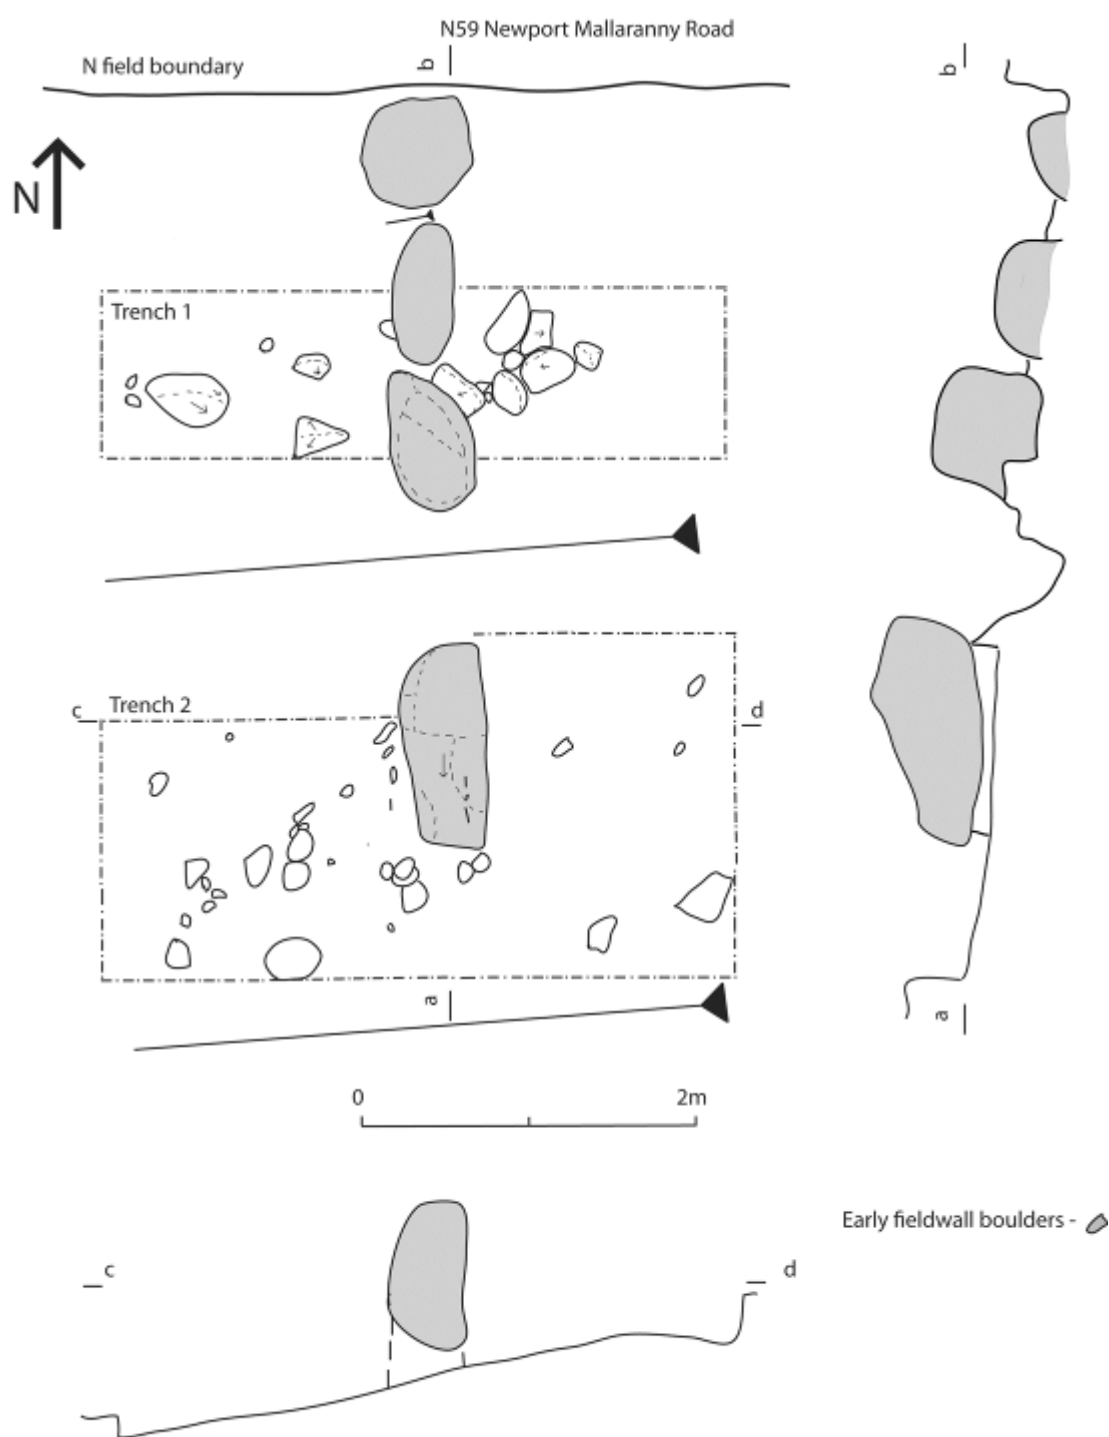 N59 Newport Mallaranny Road
N field boundary
b
b
N
Trench 1
Trench 2
c
d
a
a
0
2m
Early fieldwall boulders -
c
d